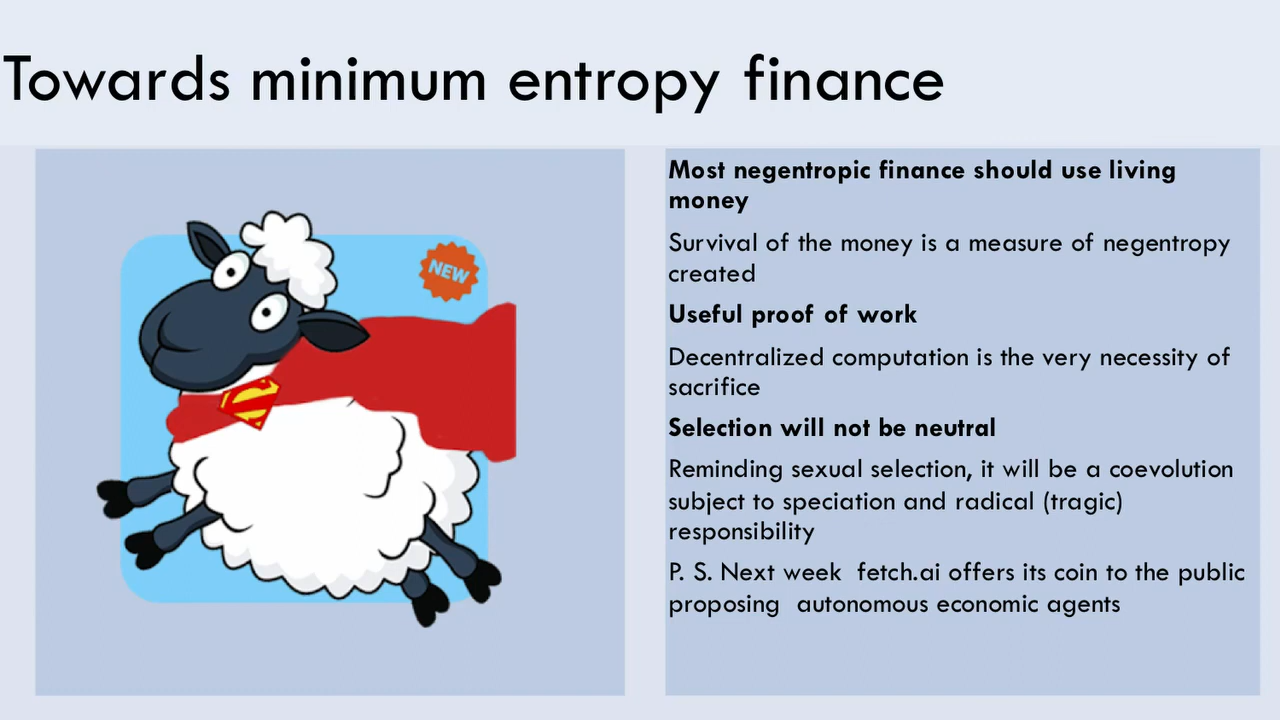 Towards minimum entropy finance
NEW
Most negentropic finance should use living
money
Survival of the money is a measure of negentropy
created
Useful proof of work
Decentralized computation is the very necessity of
sacrifice
Selection will not be neutral
Reminding sexual selection, it will be a coevolution
subject to speciation and radical (tragic)
responsibility
P. S. Next week  fetch.ai offers its coin to the public
proposing  autonomous economic agents